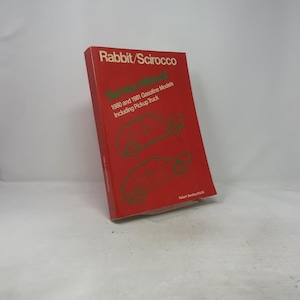 Rabbit/Scirocco
Service Manual
1980 and 1981 Gasoline Models
Including Pickup Truck